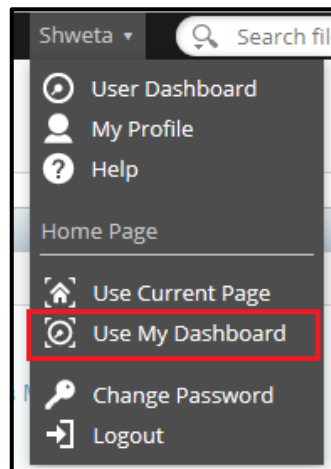 Shweta
Search fil
User Dashboard
My Profile
? Help
Home Page
Use Current Page
Use My Dashboard
Change Password
Logout